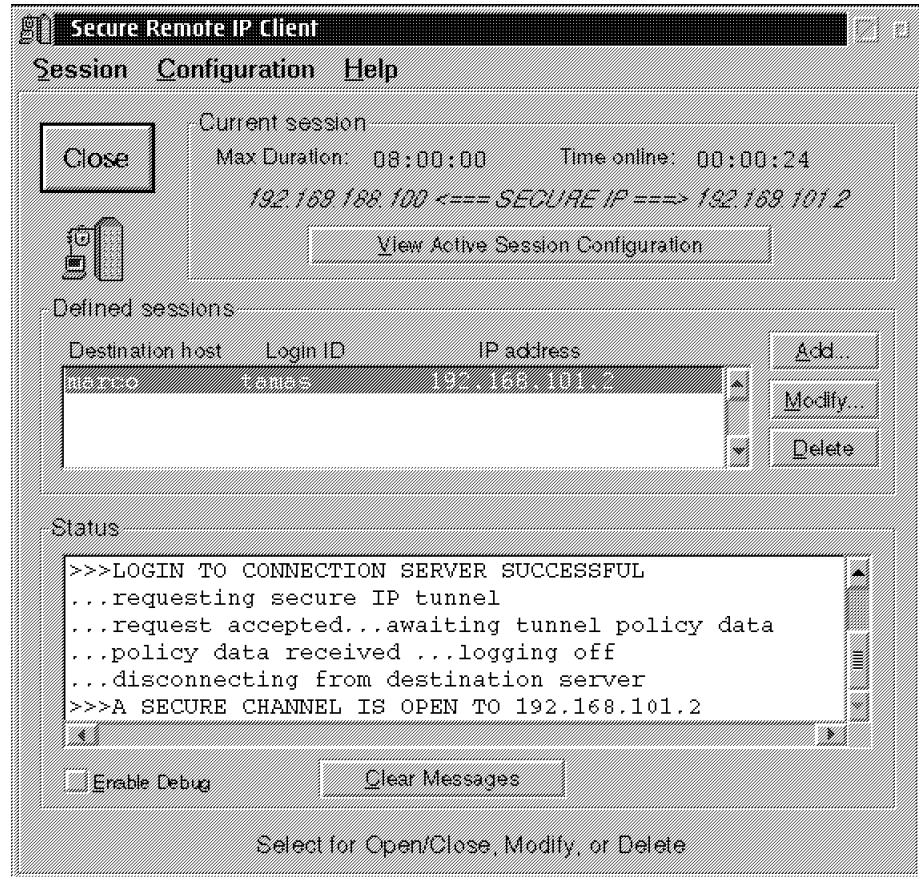 Secure Remote IP Client
Session Configuration Help
Current session
Close
Max Duration: 08:00:00 Time online: 00:00:24
192.168.188.100 <=== SECURE IP ===> 192.168.101.2
View Active Session Configuration
Defined sessions
Destination host Login ID IP address
Add...
marco tamas 192.168.101.2
Modify...
Delete
Status
>>>LOGIN TO CONNECTION SERVER SUCCESSFUL
...requesting secure IP tunnel
...request accepted...awaiting tunnel policy data
...policy data received ...logging off
...disconnecting from destination server
>>>A SECURE CHANNEL IS OPEN TO 192.168.101.2
Enable Debug
Clear Messages
Select for Open/Close, Modify, or Delete